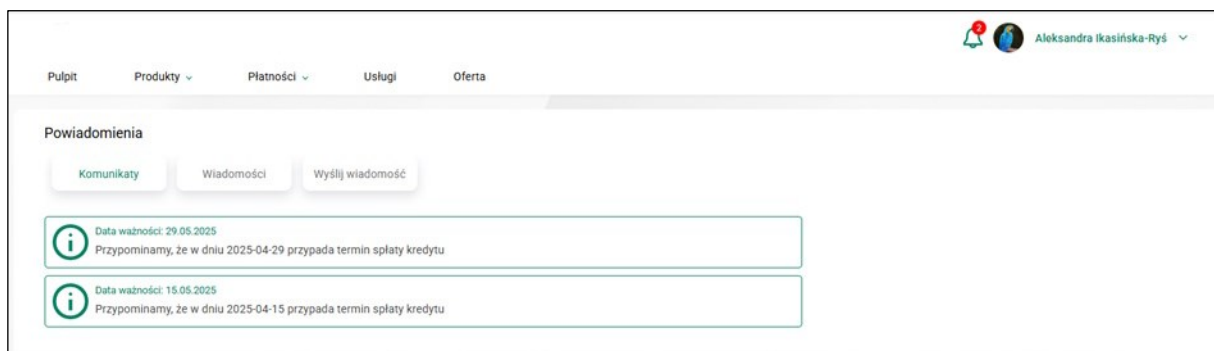 2
Aleksandra Ikasińska-Ryś
Pulpit Produkty Płatności Usługi Oferta
Powiadomienia
Komunikaty Wiadomości Wyślij wiadomość
Data ważności: 29.05.2025
Przypominamy, że w dniu 2025-04-29 przypada termin spłaty kredytu
Data ważności: 15.05.2025
Przypominamy, że w dniu 2025-04-15 przypada termin spłaty kredytu